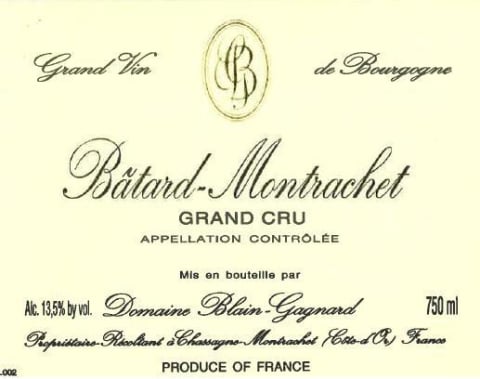 Grand Vin de Bourgogne
Bâtard-Montrachet
GRAND CRU
APPELLATION CONTRÔLÉE
Mis en bouteille par
Alc. 13,5% by vol. Domaine Blain-Gagnard 750 ml
Propriétaire-Récoltant à Chassagne-Montrachet (Côte-d'Or) France
PRODUCE OF FRANCE
.002